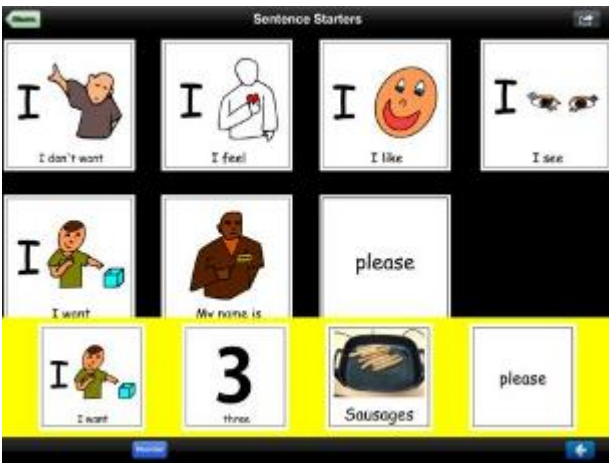 Sentence Starters
I
I
I
I
I don't want
I feel
I like
I see
I
please
I want
My name is
I
3
please
I want
three
Sausages